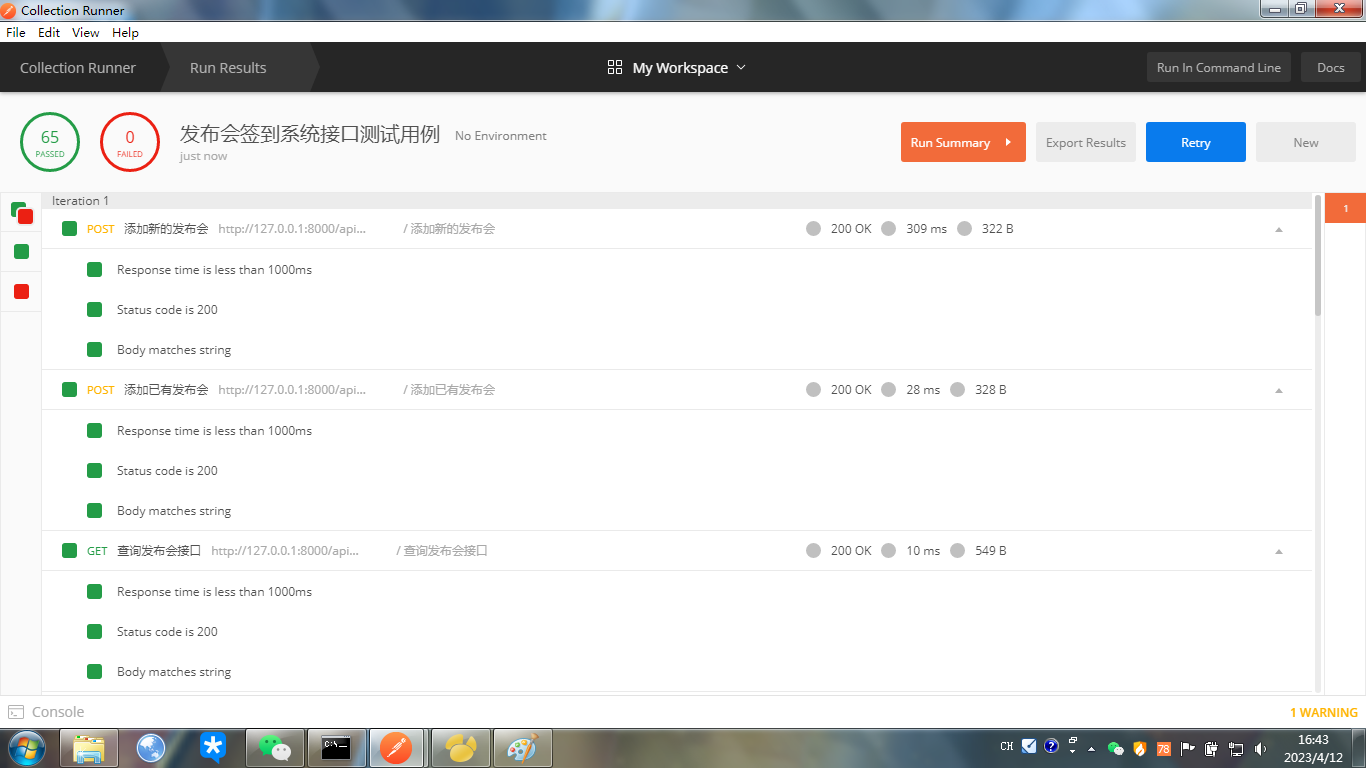 Collection Runner
File Edit View Help
Collection Runner Run Results My Workspace Run In Command Line Docs
65 PASSED
0 FAILED
发布会签到系统接口测试用例 No Environment
just now
Run Summary Export Results Retry New
Iteration 1
1
POST 添加新的发布会 http://127.0.0.1:8000/api... / 添加新的发布会 200 OK 309 ms 322 B
Response time is less than 1000ms
Status code is 200
Body matches string
POST 添加已有发布会 http://127.0.0.1:8000/api... / 添加已有发布会 200 OK 28 ms 328 B
Response time is less than 1000ms
Status code is 200
Body matches string
GET 查询发布会接口 http://127.0.0.1:8000/api... / 查询发布会接口 200 OK 10 ms 549 B
Response time is less than 1000ms
Status code is 200
Body matches string
Console 1 WARNING
C:\. CH 78 16:43
2023/4/12